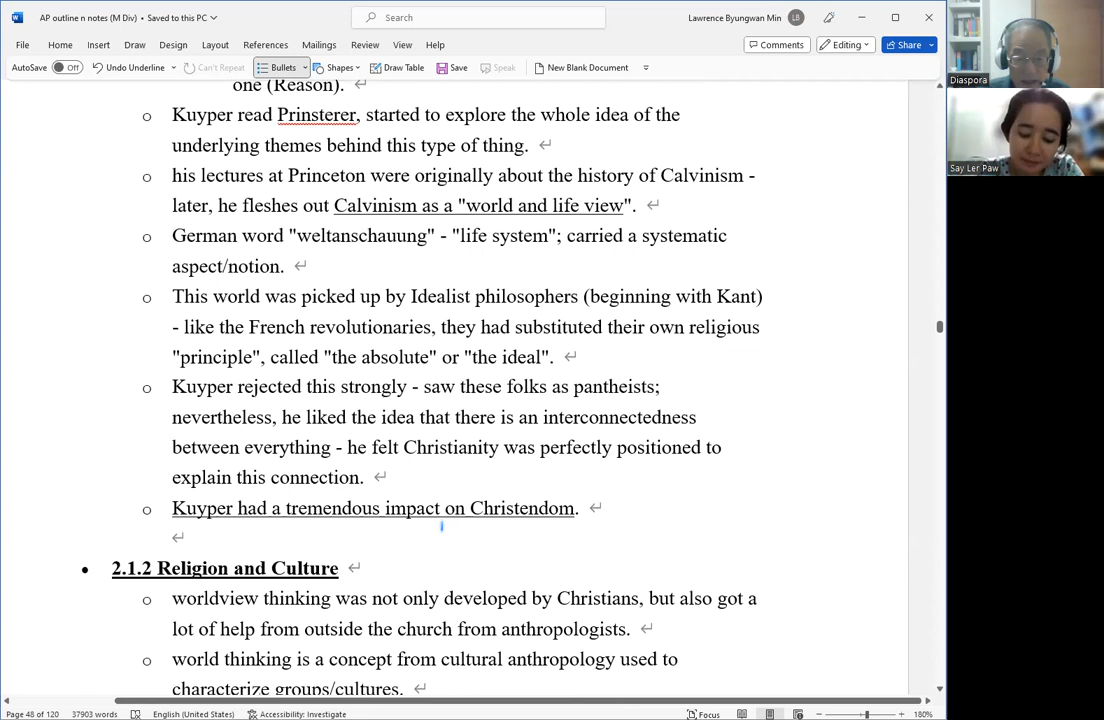 AP outline n notes (M Div) • Saved to this PC
Search
Lawrence Byungwan Min
LB
File Home Insert Draw Design Layout References Mailings Review View Help
Comments
Editing
Share
AutoSave Off Undo Underline Can't Repeat Bullets Shapes Draw Table Save Speak New Blank Document
Diaspora
Say Ler Paw
one (Reason).
o Kuyper read Prinsterer, started to explore the whole idea of the
underlying themes behind this type of thing.
o his lectures at Princeton were originally about the history of Calvinism -
later, he fleshes out Calvinism as a "world and life view".
o German word "weltanschauung" - "life system"; carried a systematic
aspect/notion.
o This world was picked up by Idealist philosophers (beginning with Kant)
- like the French revolutionaries, they had substituted their own religious
"principle", called "the absolute" or "the ideal".
o Kuyper rejected this strongly - saw these folks as pantheists;
nevertheless, he liked the idea that there is an interconnectedness
between everything - he felt Christianity was perfectly positioned to
explain this connection.
o Kuyper had a tremendous impact on Christendom.
• 2.1.2 Religion and Culture
o worldview thinking was not only developed by Christians, but also got a
lot of help from outside the church from anthropologists.
o world thinking is a concept from cultural anthropology used to
characterize groups/cultures.
Page 48 of 120 37903 words English (United States) Accessibility: Investigate Focus 180%